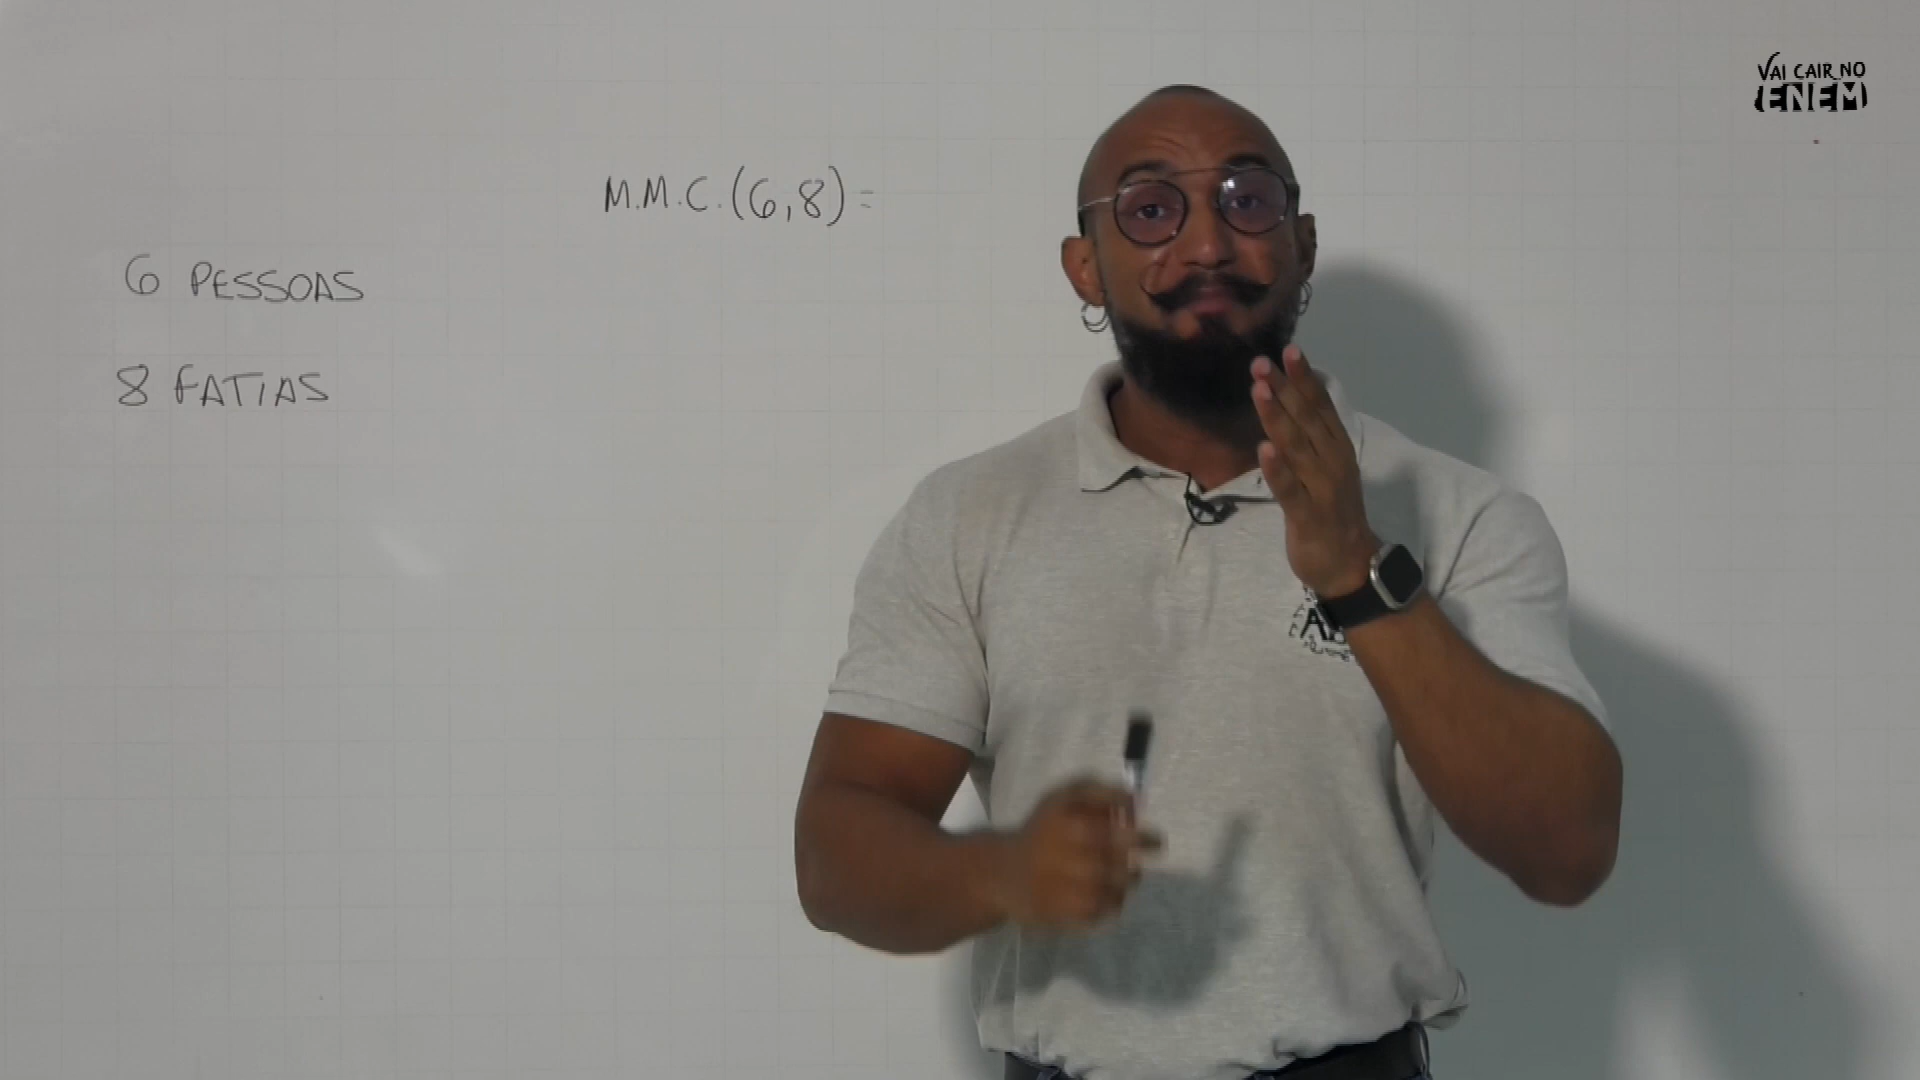 VAI CAIR NO
ENEM
M.M.C.(6,8)=
6 PESSOAS
8 FATIAS